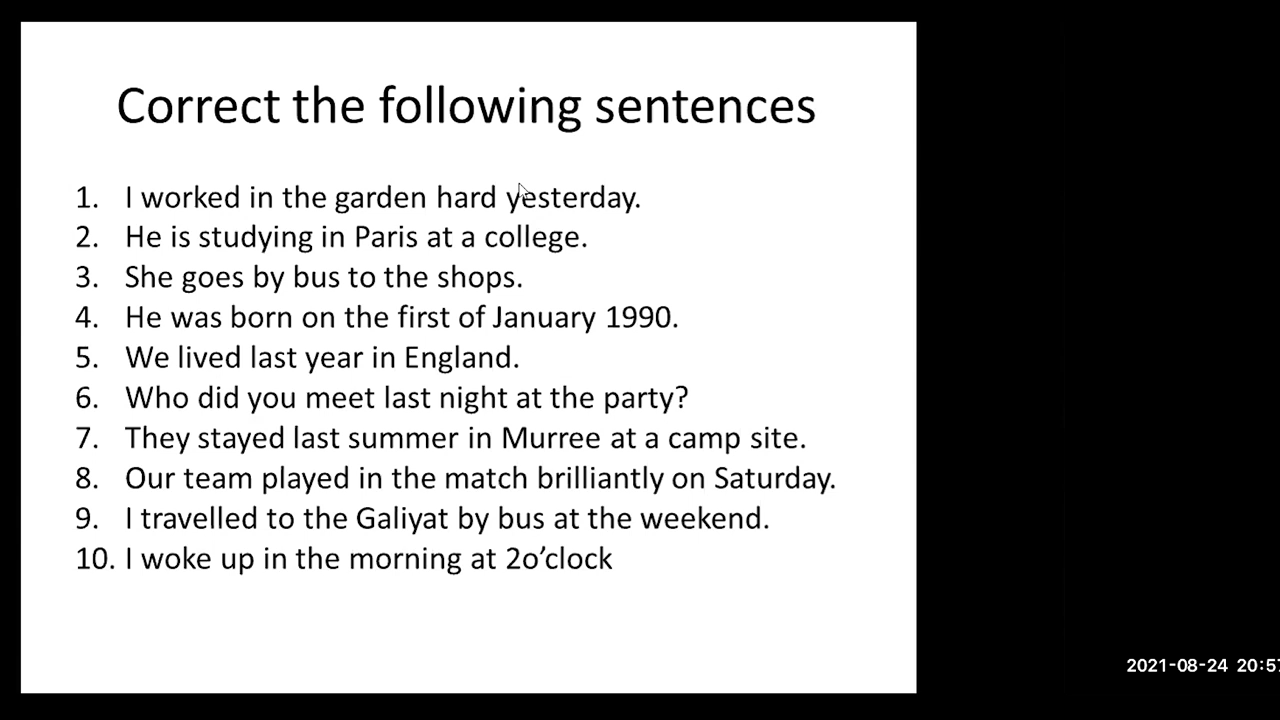 Correct the following sentences
1. I worked in the garden hard yesterday.
2. He is studying in Paris at a college.
3. She goes by bus to the shops.
4. He was born on the first of January 1990.
5. We lived last year in England.
6. Who did you meet last night at the party?
7. They stayed last summer in Murree at a camp site.
8. Our team played in the match brilliantly on Saturday.
9. I travelled to the Galiyat by bus at the weekend.
10. I woke up in the morning at 2o’clock
2021-08-24 20:57